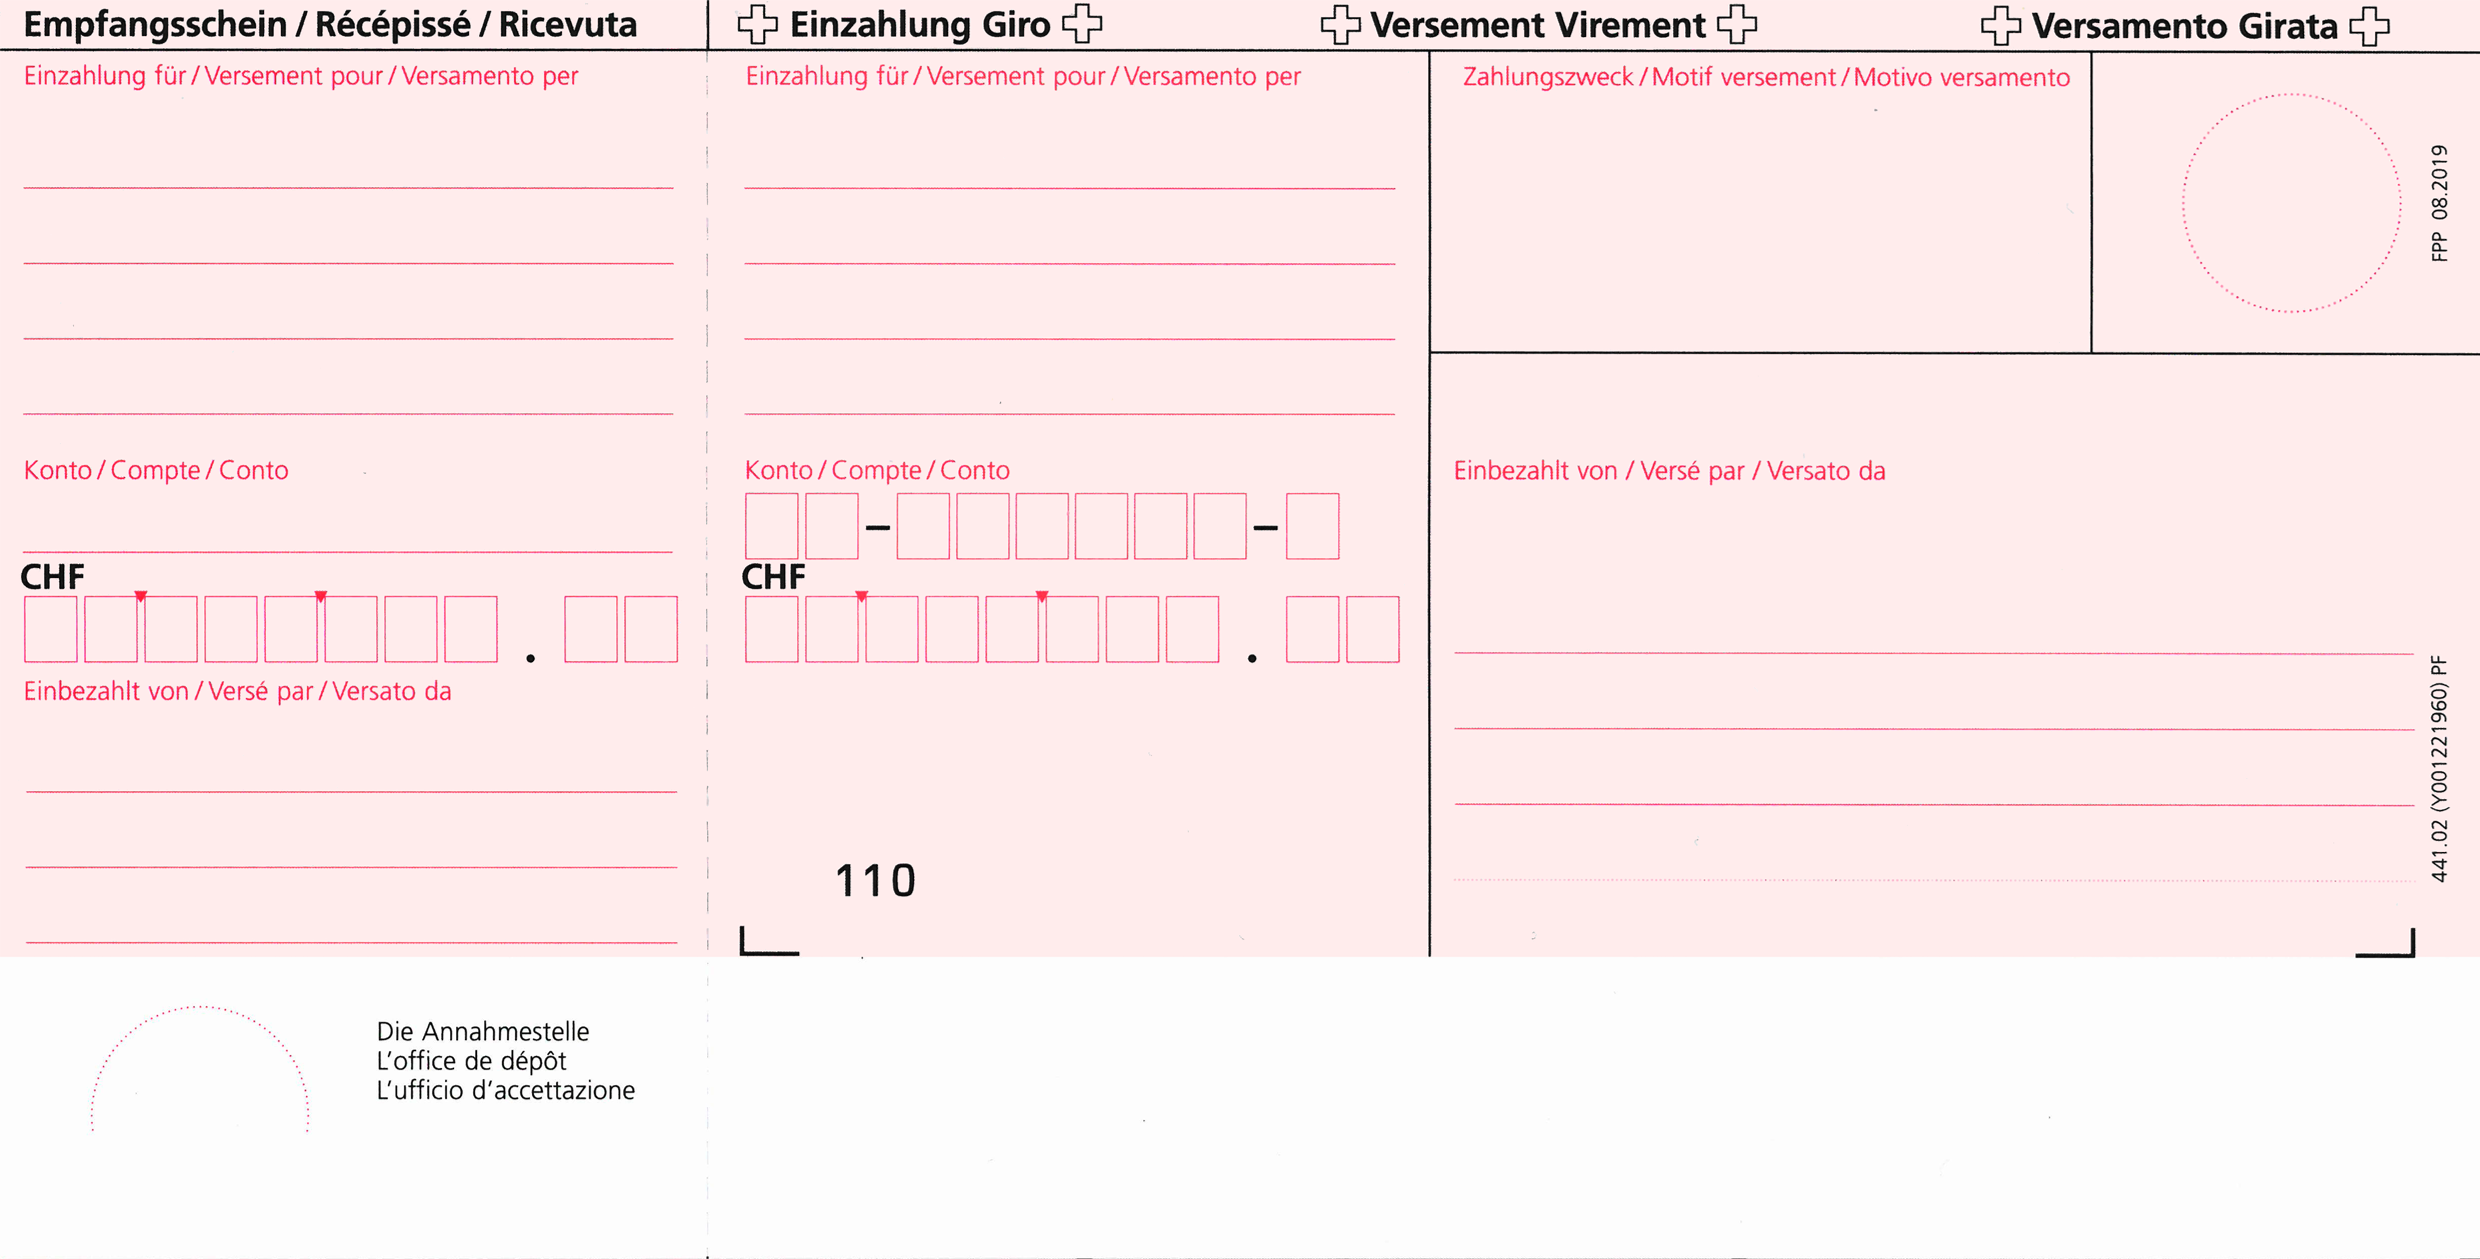 Empfangsschein / Récépissé / Ricevuta
Einzahlung für / Versement pour / Versamento per
Konto / Compte / Conto
CHF
.
Einbezahlt von / Versé par / Versato da
Die Annahmestelle
L'office de dépôt
L'ufficio d'accettazione
Einzahlung Giro
Versement Virement
Versamento Girata
Einzahlung für / Versement pour / Versamento per
Konto / Compte / Conto
– –
CHF
.
110
Zahlungszweck / Motif versement / Motivo versamento
Einbezahlt von / Versé par / Versato da
FPP 08.2019
441.02 (Y001221960) PF